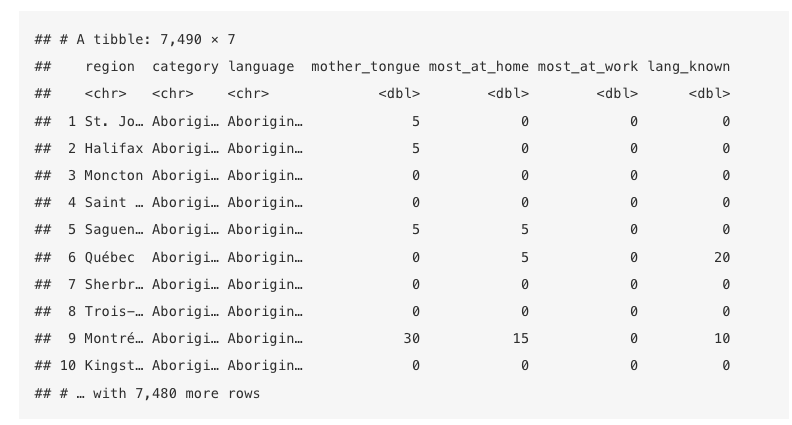 ## # A tibble: 7,490 × 7
##    region  category language  mother_tongue most_at_home most_at_work lang_known
##    <chr>   <chr>    <chr>             <dbl>        <dbl>        <dbl>      <dbl>
##  1 St. Jo… Aborigi… Aborigin…             5            0            0          0
##  2 Halifax Aborigi… Aborigin…             5            0            0          0
##  3 Moncton Aborigi… Aborigin…             0            0            0          0
##  4 Saint … Aborigi… Aborigin…             0            0            0          0
##  5 Saguen… Aborigi… Aborigin…             5            5            0          0
##  6 Québec  Aborigi… Aborigin…             0            5            0         20
##  7 Sherbr… Aborigi… Aborigin…             0            0            0          0
##  8 Trois-… Aborigi… Aborigin…             0            0            0          0
##  9 Montré… Aborigi… Aborigin…            30           15            0         10
## 10 Kingst… Aborigi… Aborigin…             0            0            0          0
## # … with 7,480 more rows